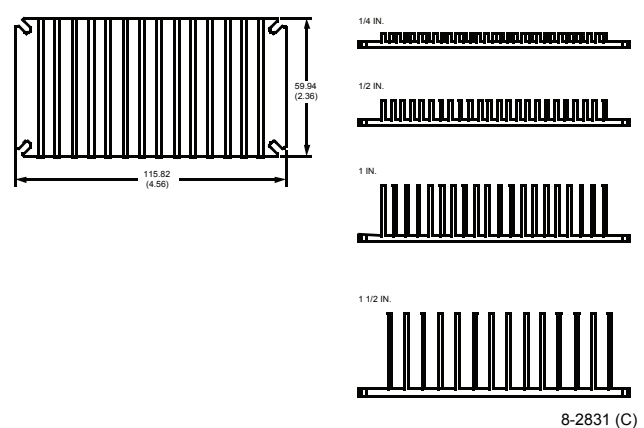 1/4 IN.
59.94
(2.36)
1/2 IN.
115.82
(4.56)
1 IN.
1 1/2 IN.
8-2831 (C)